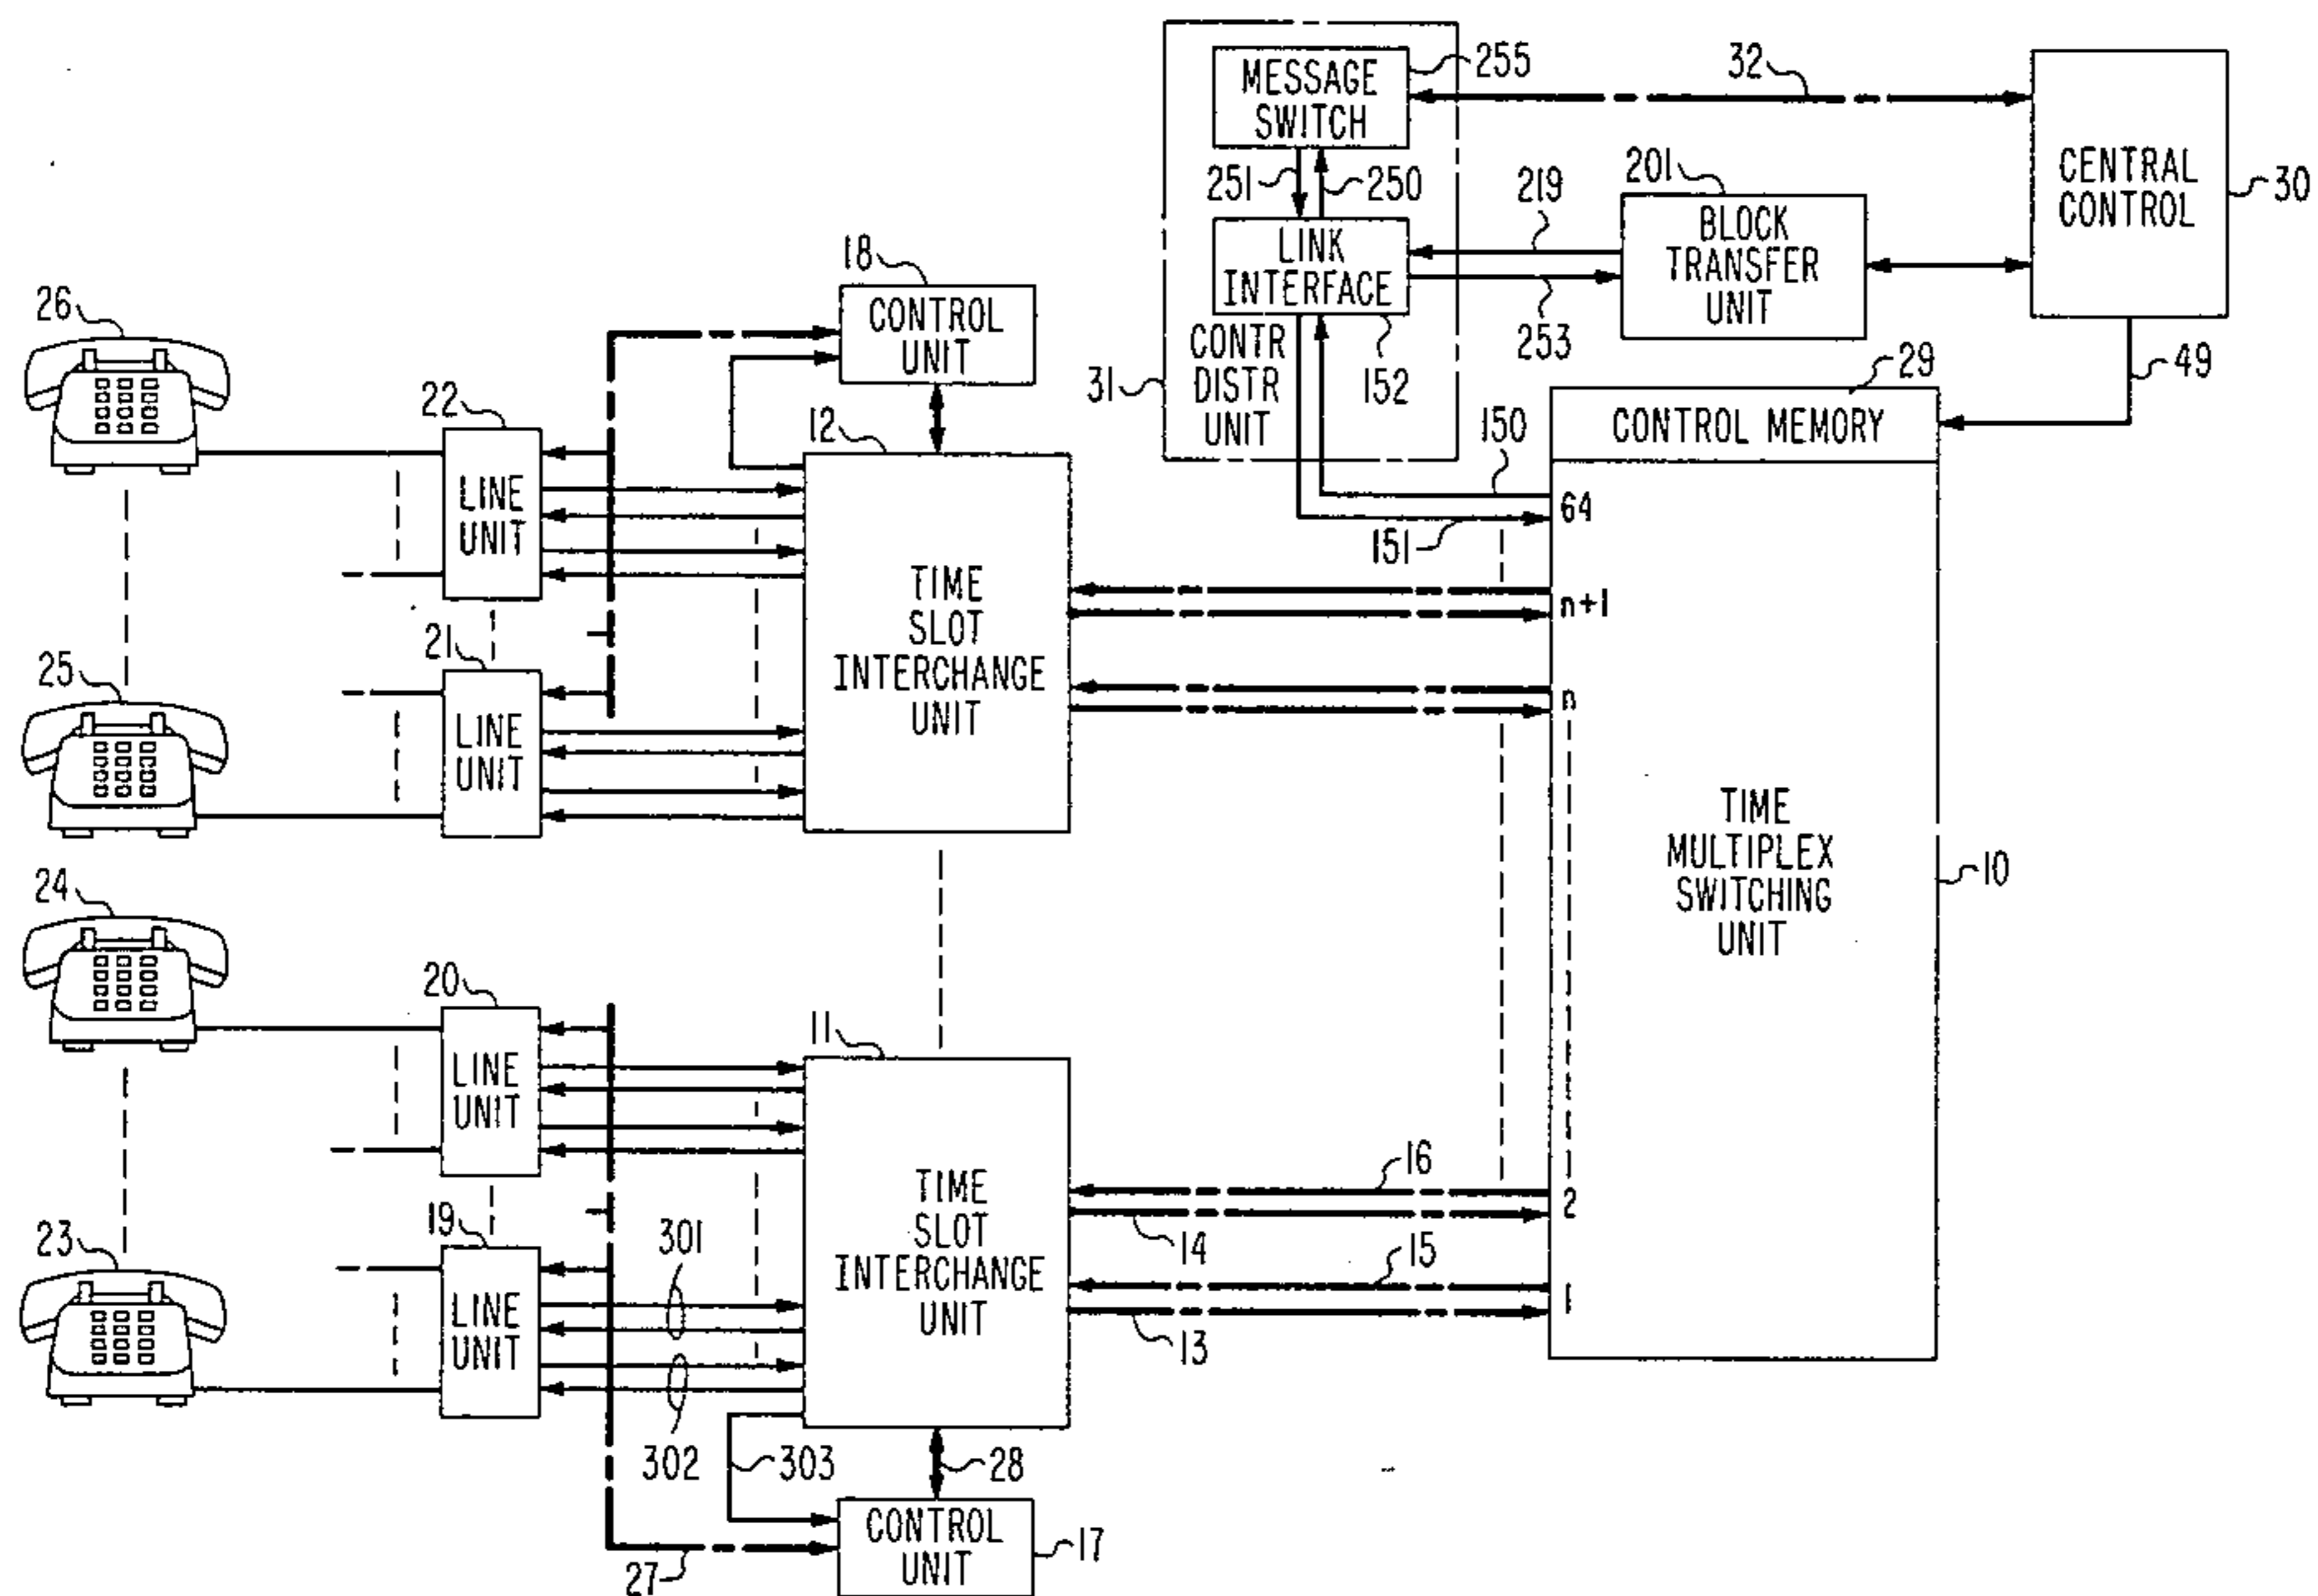 255
MESSAGE
SWITCH
32
CENTRAL
CONTROL
30
251
250
219
201
BLOCK
TRANSFER
UNIT
LINK
INTERFACE
253
152
CONTR
DISTR
UNIT
31
49
29
CONTROL MEMORY
18
CONTROL
UNIT
26
22
12
150
64
151
LINE
UNIT
TIME
SLOT
INTERCHANGE
UNIT
n+1
n
25
21
LINE
UNIT
TIME
MULTIPLEX
SWITCHING
UNIT
10
24
20
11
LINE
UNIT
TIME
SLOT
INTERCHANGE
UNIT
16
2
14
15
1
13
23
19
301
LINE
UNIT
302
303
28
CONTROL
UNIT
17
27